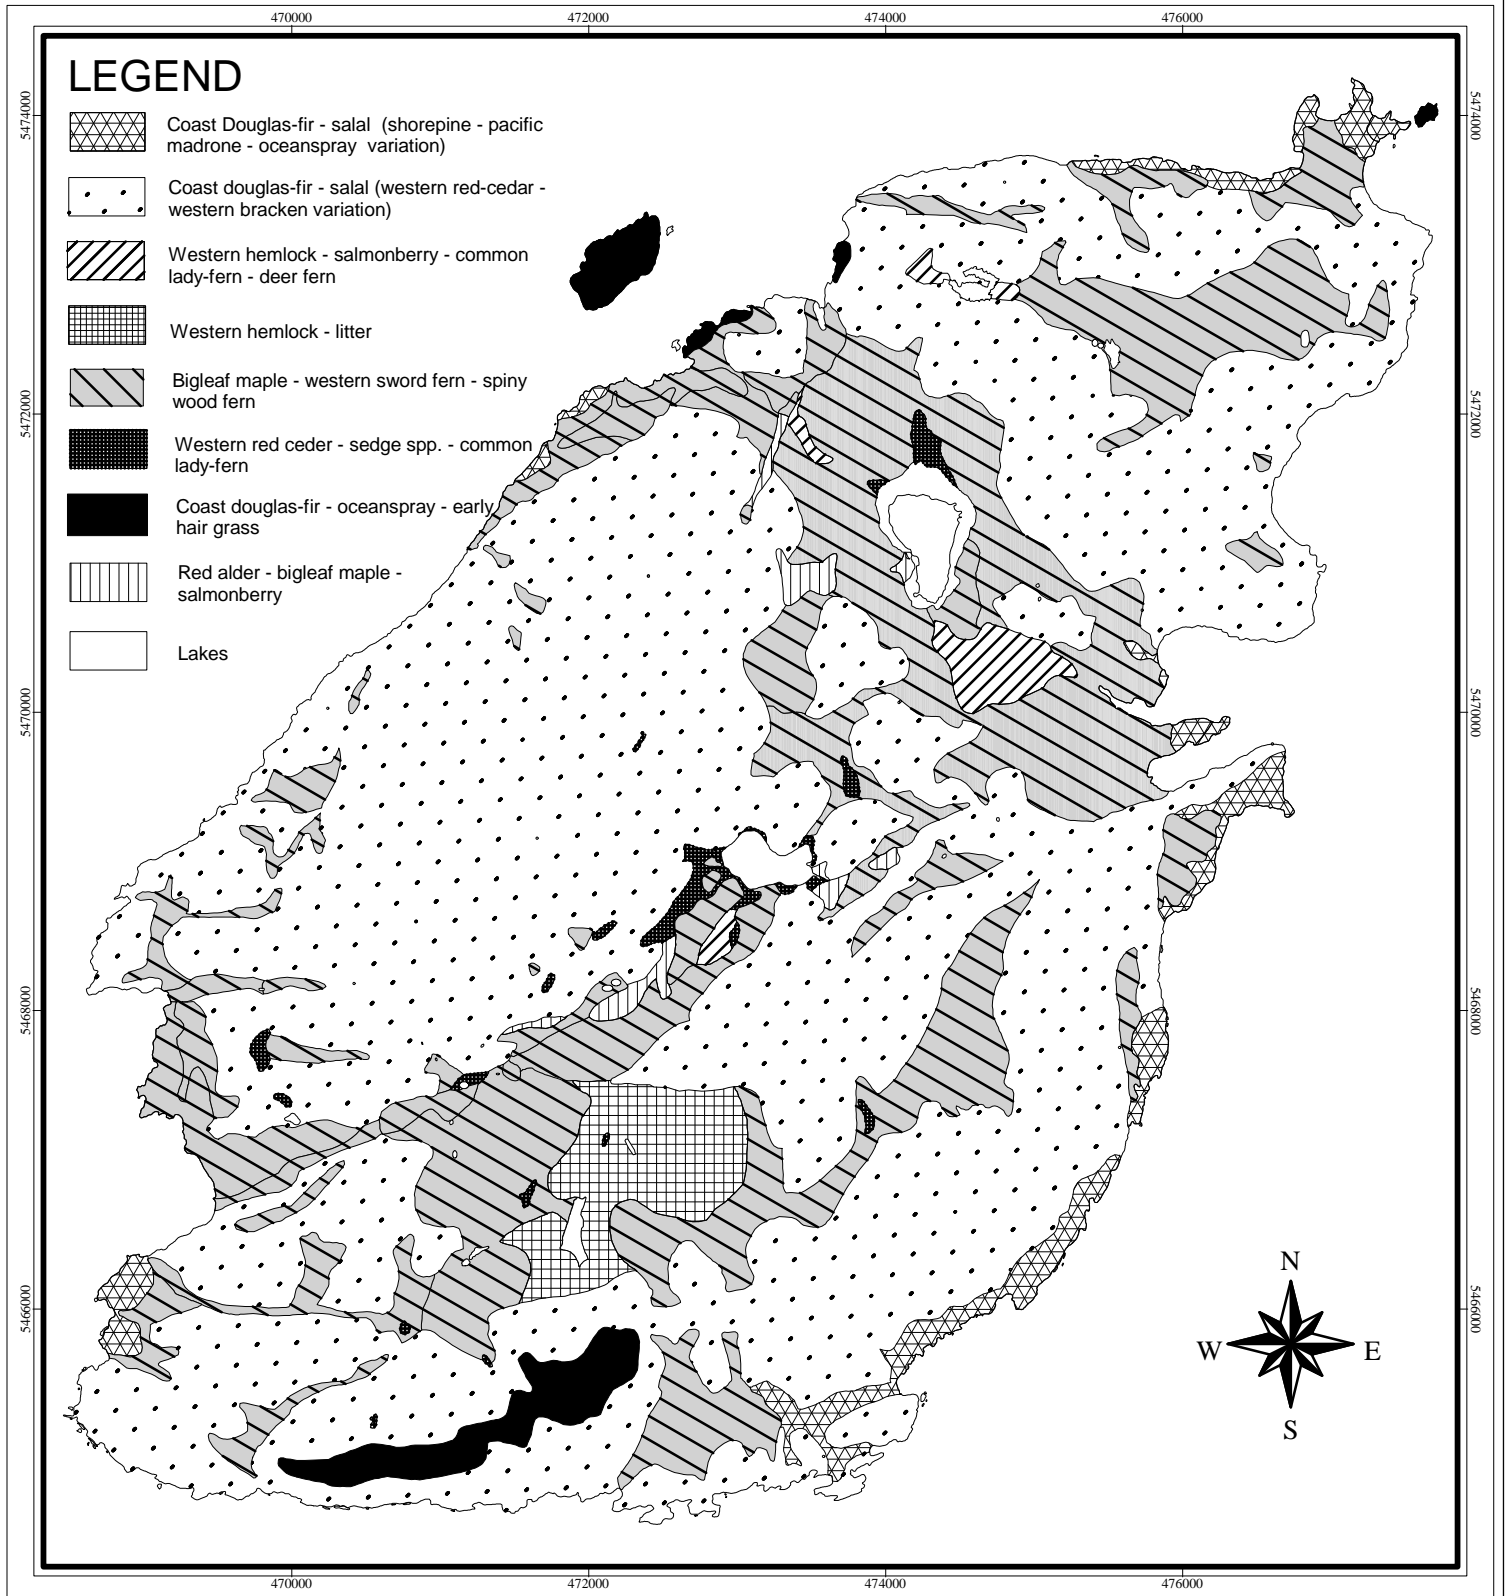 470000 472000 474000 476000
LEGEND
Coast Douglas-fir - salal (shorepine - pacific
madrone - oceanspray variation)
Coast douglas-fir - salal (western red-cedar -
western bracken variation)
Western hemlock - salmonberry - common
lady-fern - deer fern
Western hemlock - litter
Bigleaf maple - western sword fern - spiny
wood fern
Western red ceder - sedge spp. - common
lady-fern
Coast douglas-fir - oceanspray - early
hair grass
Red alder - bigleaf maple -
salmonberry
Lakes
5474000
5472000
5470000
5468000
5466000
5474000
5472000
5470000
5468000
5466000
N
W E
S
470000 472000 474000 476000